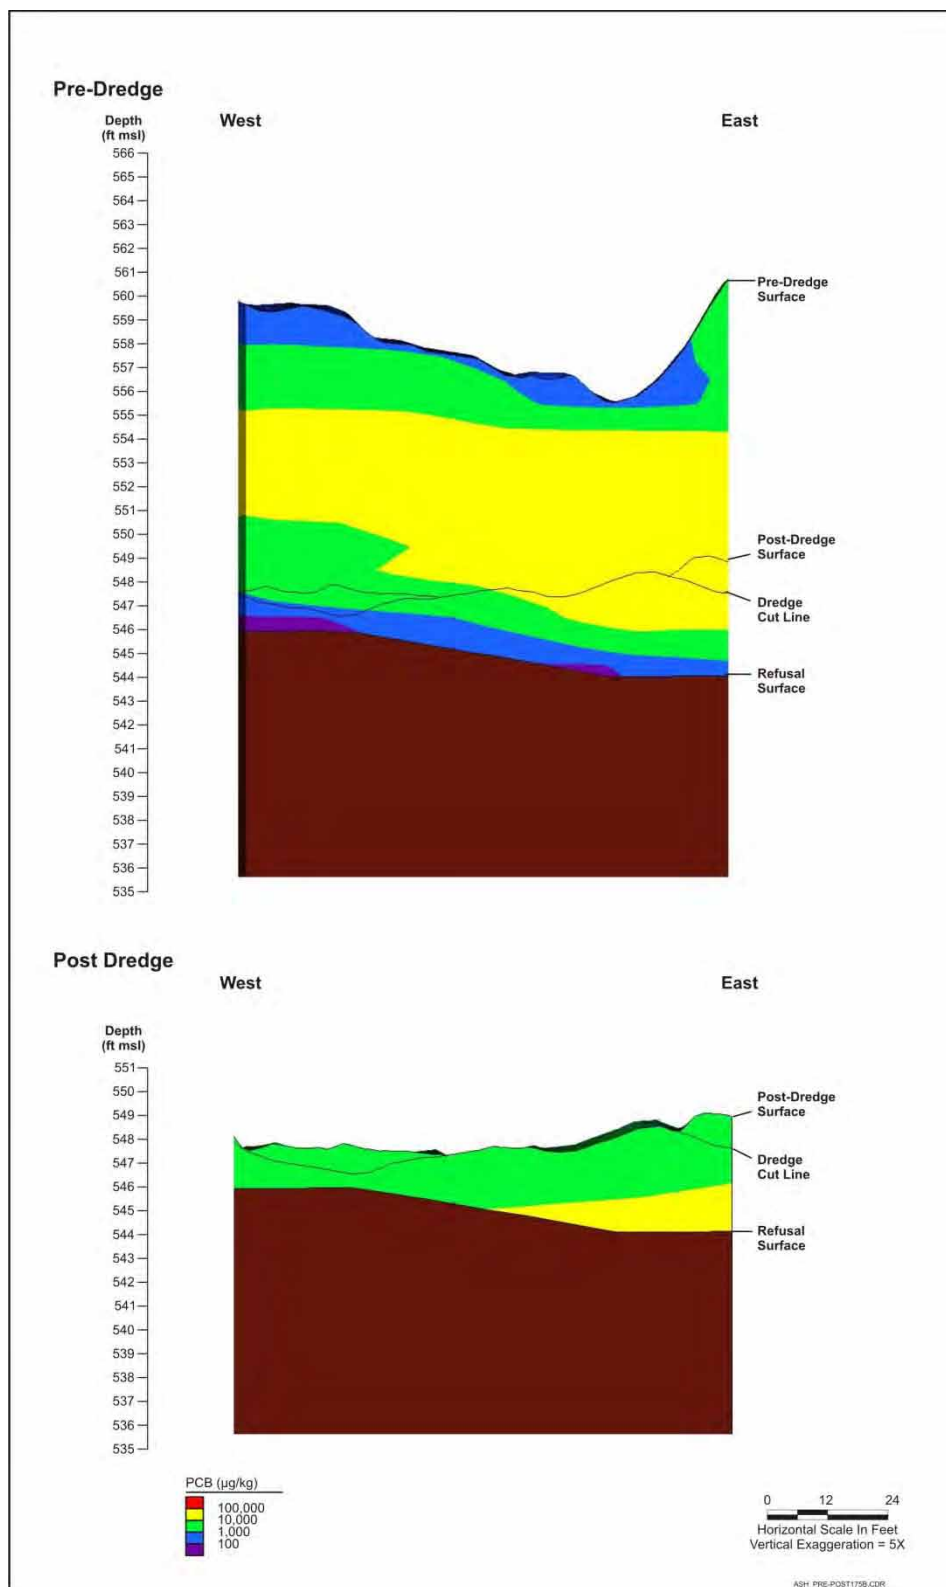 Pre-Dredge
Depth
(ft msl)
West
East
566
565
564
563
562
561
560
559
558
557
556
555
554
553
552
551
550
549
548
547
546
545
544
543
542
541
540
539
538
537
536
535
Pre-Dredge
Surface
Post-Dredge
Surface
Dredge
Cut Line
Refusal
Surface
Post Dredge
West
East
Depth
(ft msl)
551
550
549
548
547
546
545
544
543
542
541
540
539
538
537
536
535
Post-Dredge
Surface
Dredge
Cut Line
Refusal
Surface
PCB (µg/kg)
100,000
10,000
1,000
100
0 12 24
Horizontal Scale In Feet
Vertical Exaggeration = 5X
ASH_PRE-POST175B.CDR